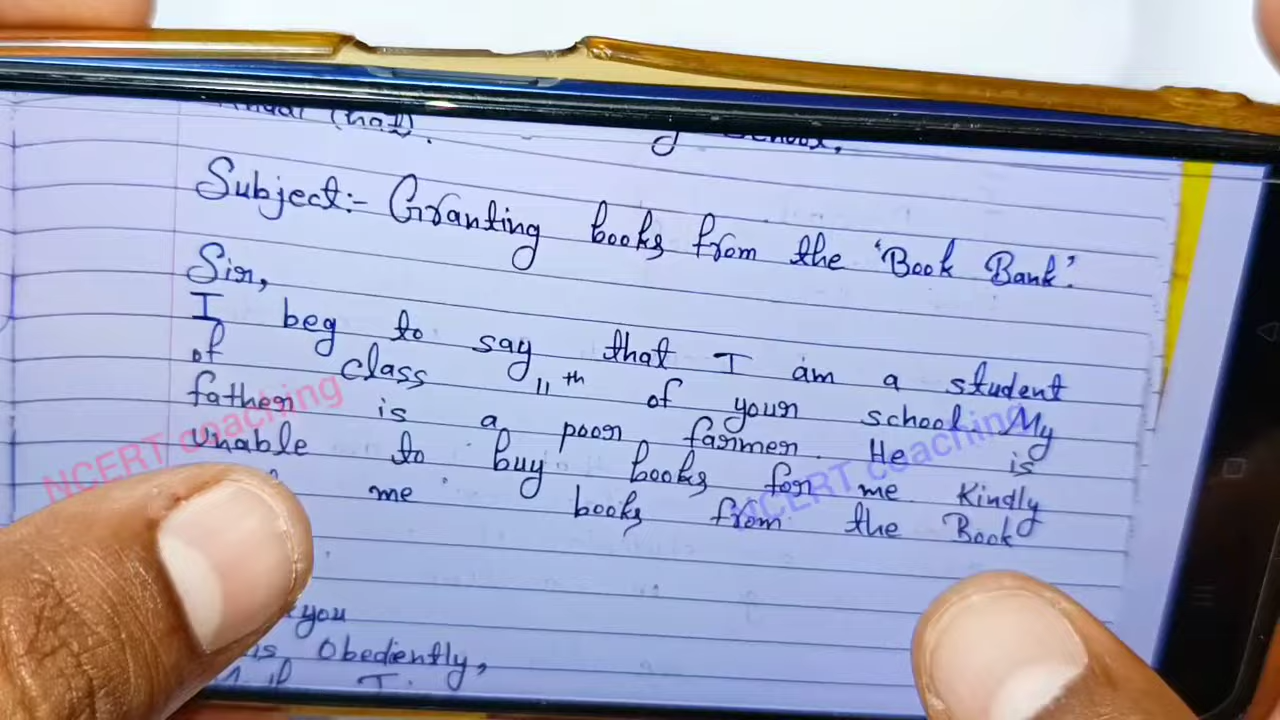 School,
Subject:- Granting books from the 'Book Bank'.
Sir,
I beg to say that I am a student
of class 11th of your school. My
father is a poor farmer. He is
unable to buy books for me Kindly
me books from the Book
you
Obediently,
NCERT coaching
NCERT coaching